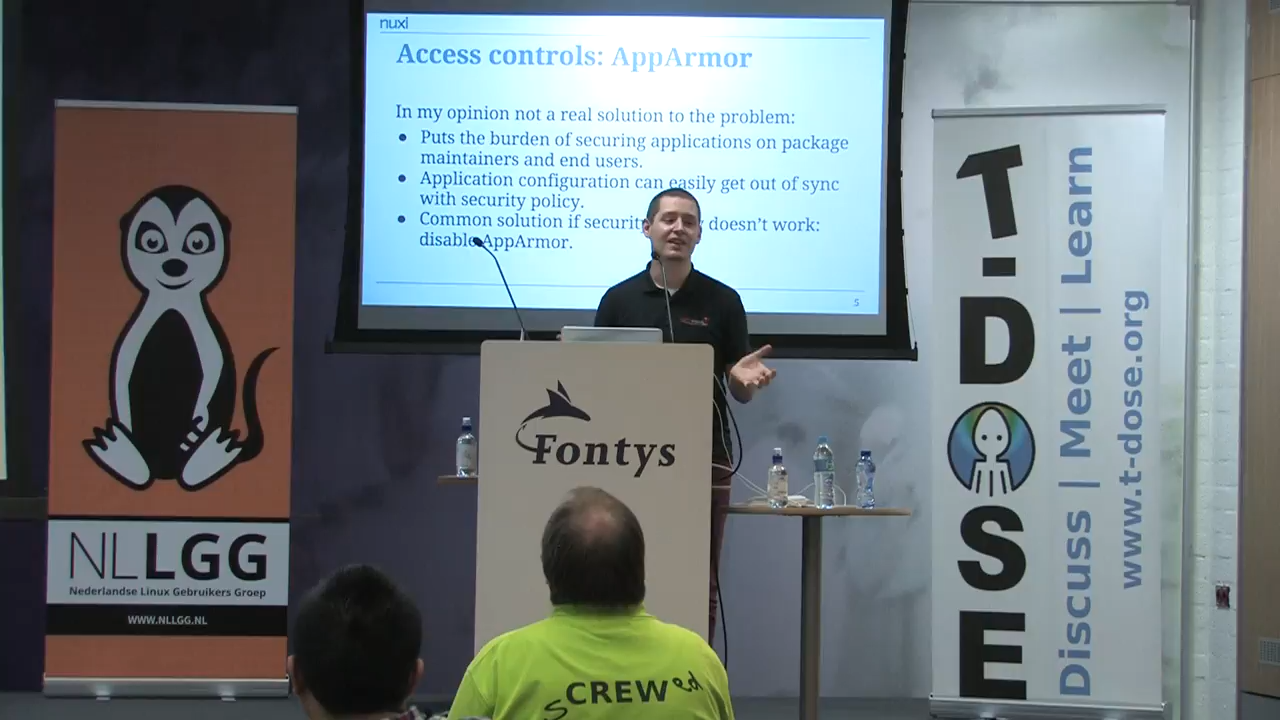 nuxi
Access controls: AppArmor
In my opinion not a real solution to the problem:
● Puts the burden of securing applications on package
maintainers and end users.
● Application configuration can easily get out of sync
with security policy.
● Common solution if securit doesn't work:
disable AppArmor.
5
NLLGG
Nederlandse Linux Gebruikers Groep
WWW.NLLGG.NL
Fontys
sCREWed
T-DOSE
Discuss | Meet | Learn
www.t-dose.org